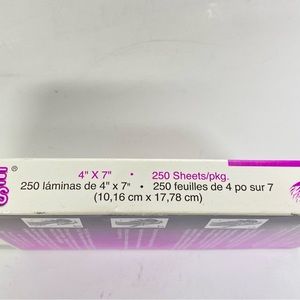 4" X 7" • 250 Sheets/pkg.
250 láminas de 4" x 7" • 250 feuilles de 4 po sur 7
(10,16 cm x 17,78 cm)